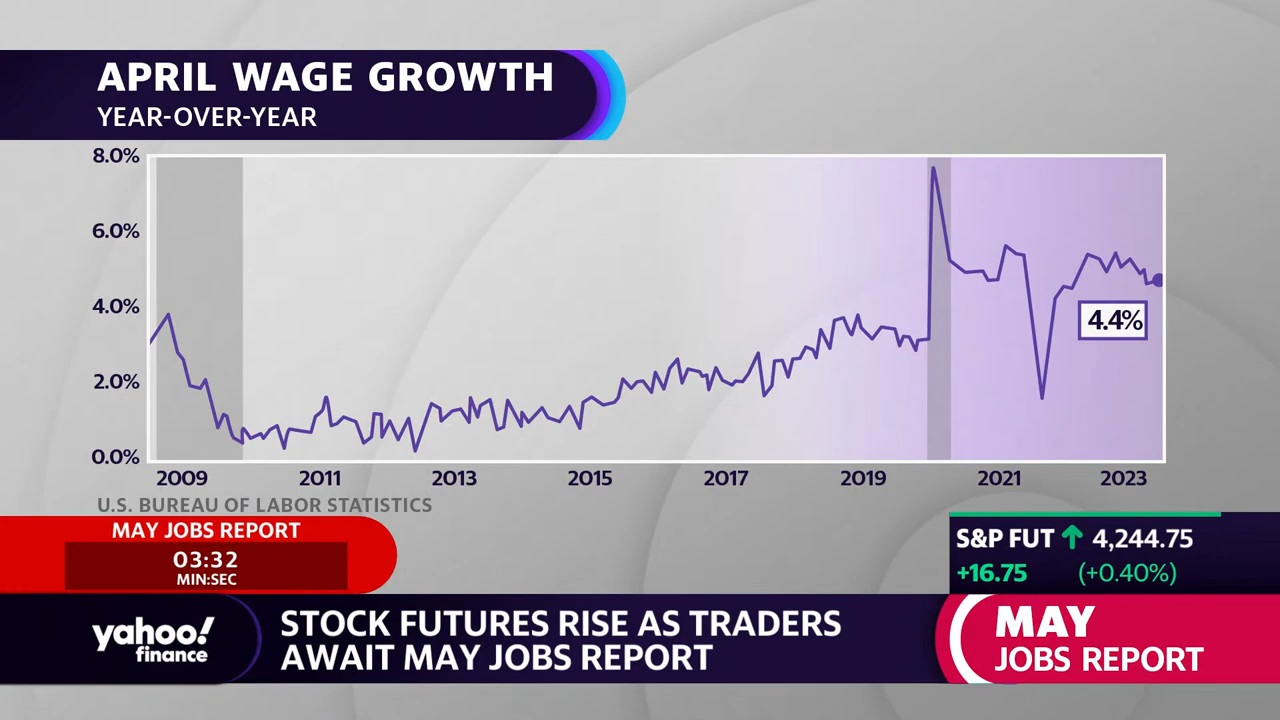 APRIL WAGE GROWTH
YEAR-OVER-YEAR
8.0%
6.0%
4.0%
2.0%
0.0%
4.4%
2009 2011 2013 2015 2017 2019 2021 2023
U.S. BUREAU OF LABOR STATISTICS
MAY JOBS REPORT
03:32
MIN:SEC
S&P FUT 4,244.75
+16.75 (+0.40%)
yahoo!
finance
STOCK FUTURES RISE AS TRADERS
AWAIT MAY JOBS REPORT
MAY
JOBS REPORT